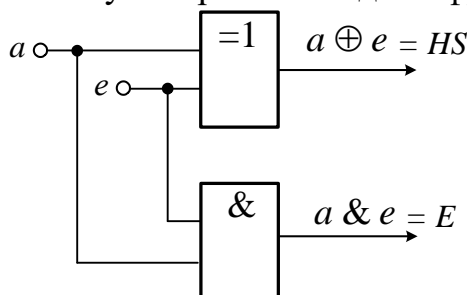 =1
a ⊕ e = HS
a
e
&
a & e = E